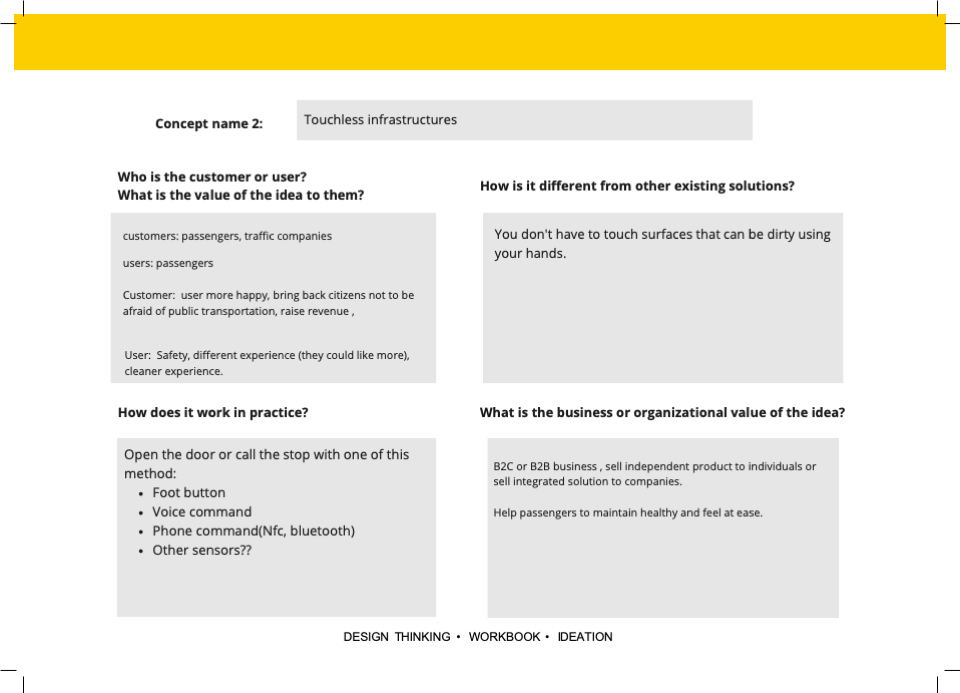 Concept name 2:
Touchless infrastructures
Who is the customer or user?
What is the value of the idea to them?
customers: passengers, traffic companies
users: passengers
Customer:  user more happy, bring back citizens not to be
afraid of public transportation, raise revenue ,
User:  Safety, different experience (they could like more),
cleaner experience.
How is it different from other existing solutions?
You don't have to touch surfaces that can be dirty using
your hands.
How does it work in practice?
Open the door or call the stop with one of this
method:
• Foot button
• Voice command
• Phone command(Nfc, bluetooth)
• Other sensors??
What is the business or organizational value of the idea?
B2C or B2B business , sell independent product to individuals or
sell integrated solution to companies.
Help passengers to maintain healthy and feel at ease.
DESIGN THINKING • WORKBOOK • IDEATION